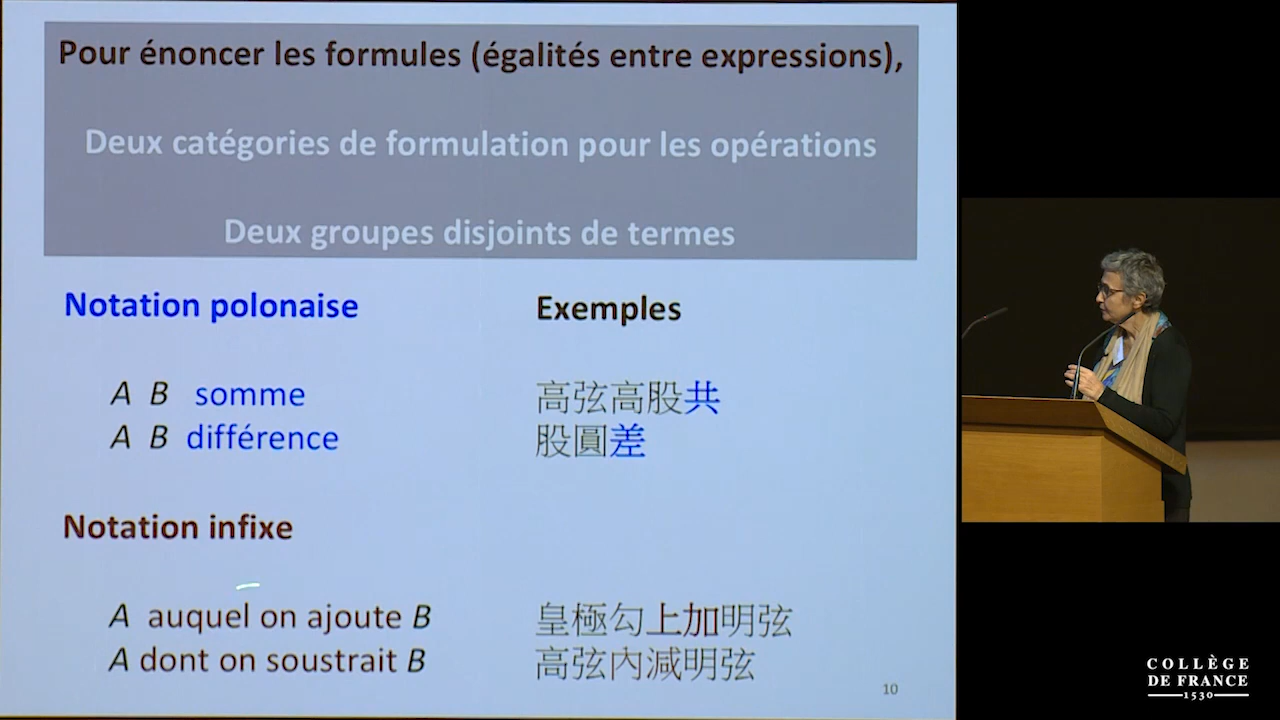 Pour énoncer les formules (égalités entre expressions),
Deux catégories de formulation pour les opérations
Deux groupes disjoints de termes
Notation polonaise
Exemples
A B somme
高弦高股共
A B différence
股圓差
Notation infixe
A auquel on ajoute B
皇極勾上加明弦
A dont on soustrait B
高弦內減明弦
10
COLLÈGE
DE FRANCE
1530